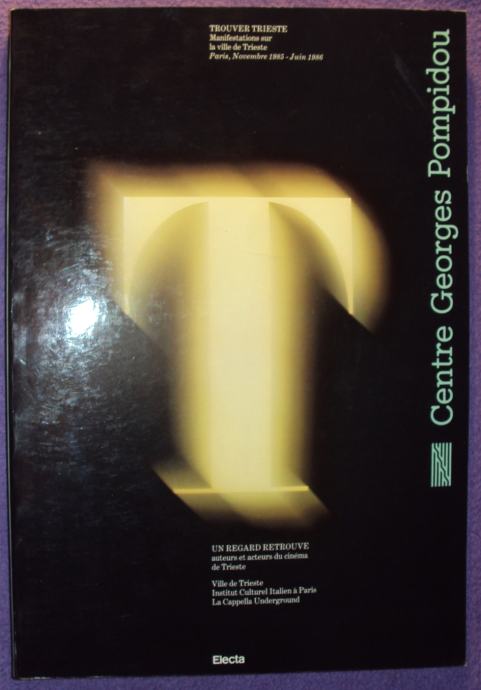 TROUVER TRIESTE
Manifestations sur
la ville de Trieste
Paris, Novembre 1985 - Juin 1986
Centre Georges Pompidou
T
UN REGARD RETROUVE
auteurs et acteurs du cinéma
de Trieste
Ville de Trieste
Institut Culturel Italien à Paris
La Cappella Underground
Electa